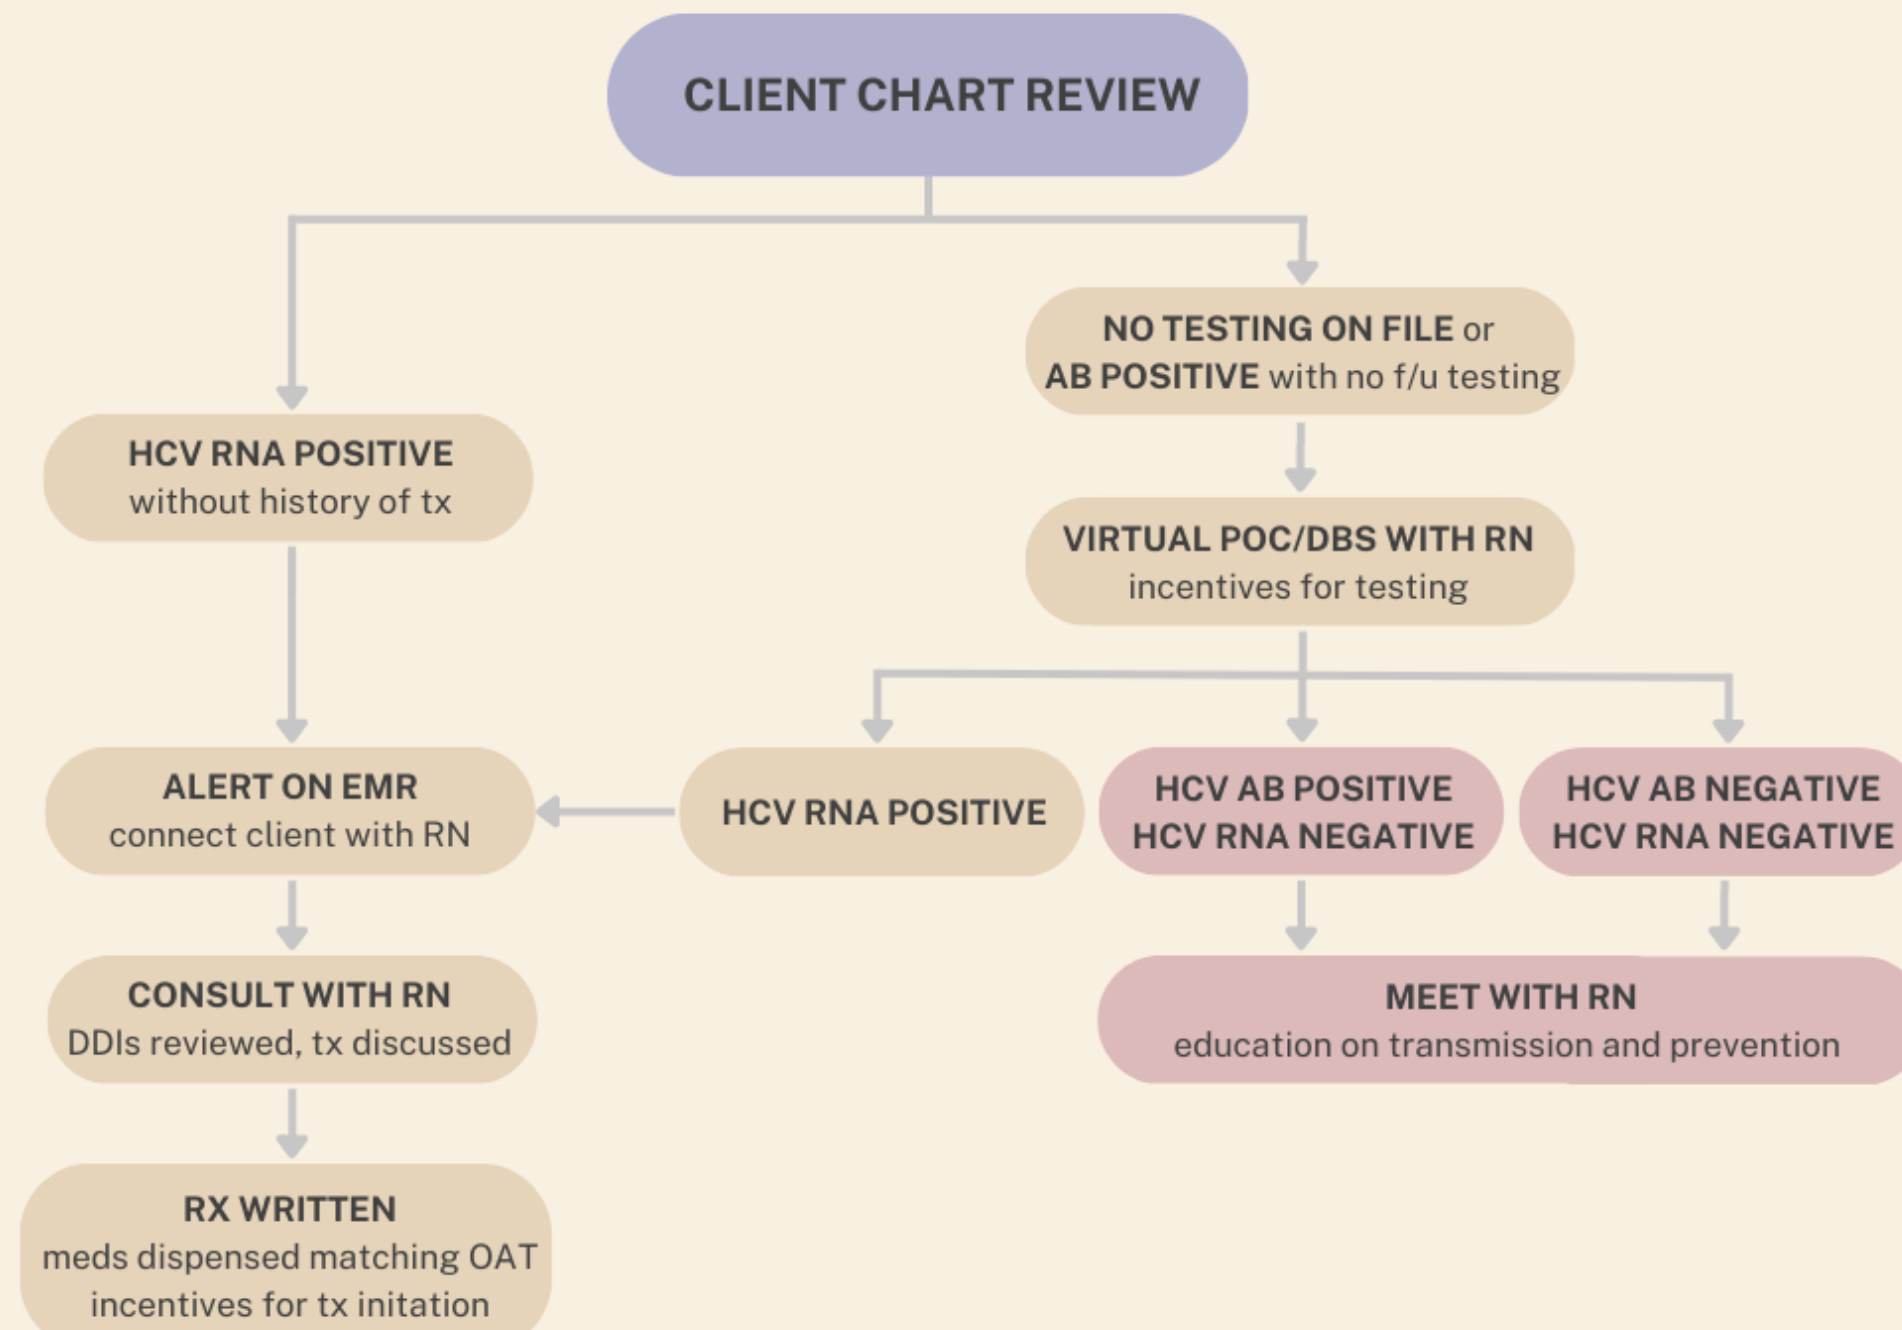 CLIENT CHART REVIEW
NO TESTING ON FILE or
AB POSITIVE with no f/u testing
HCV RNA POSITIVE
without history of tx
VIRTUAL POC/DBS WITH RN
incentives for testing
ALERT ON EMR
connect client with RN
HCV RNA POSITIVE
HCV AB POSITIVE
HCV RNA NEGATIVE
HCV AB NEGATIVE
HCV RNA NEGATIVE
CONSULT WITH RN
DDIs reviewed, tx discussed
MEET WITH RN
education on transmission and prevention
RX WRITTEN
meds dispensed matching OAT
incentives for tx initation